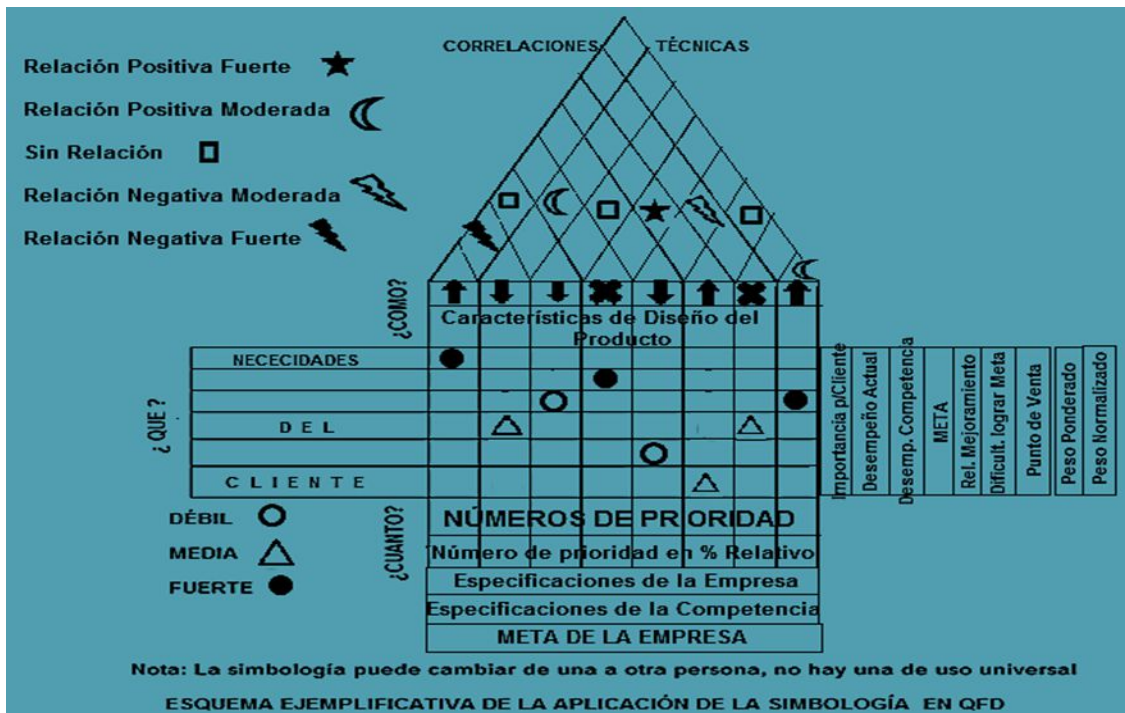 CORRELACIONES TÉCNICAS
Relación Positiva Fuerte
Relación Positiva Moderada
Sin Relación
Relación Negativa Moderada
Relación Negativa Fuerte
¿COMO?
Características de Diseño del
Producto
¿ QUE ?
NECECIDADES
DEL
CLIENTE
Importancia p/Cliente
Desempeño Actual
Desemp. Competencia
META
Rel. Mejoramiento
Dificult. lograr Meta
Punto de Venta
Peso Ponderado
Peso Normalizado
DÉBIL
MEDIA
FUERTE
¿CUANTO?
NÚMEROS DE PRIORIDAD
Número de prioridad en % Relativo
Especificaciones de la Empresa
Especificaciones de la Competencia
META DE LA EMPRESA
Nota: La simbología puede cambiar de una a otra persona, no hay una de uso universal
ESQUEMA EJEMPLIFICATIVA DE LA APLICACIÓN DE LA SIMBOLOGÍA EN QFD